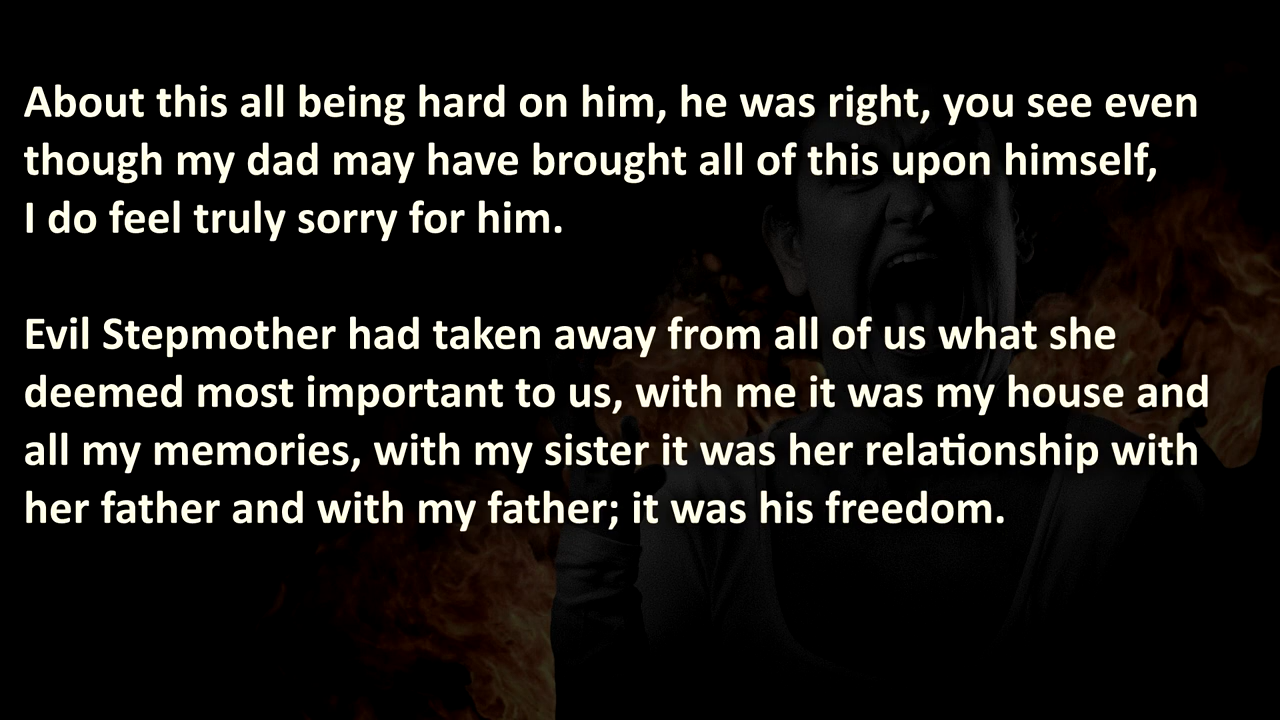 About this all being hard on him, he was right, you see even
though my dad may have brought all of this upon himself,
I do feel truly sorry for him.
Evil Stepmother had taken away from all of us what she
deemed most important to us, with me it was my house and
all my memories, with my sister it was her relationship with
her father and with my father; it was his freedom.